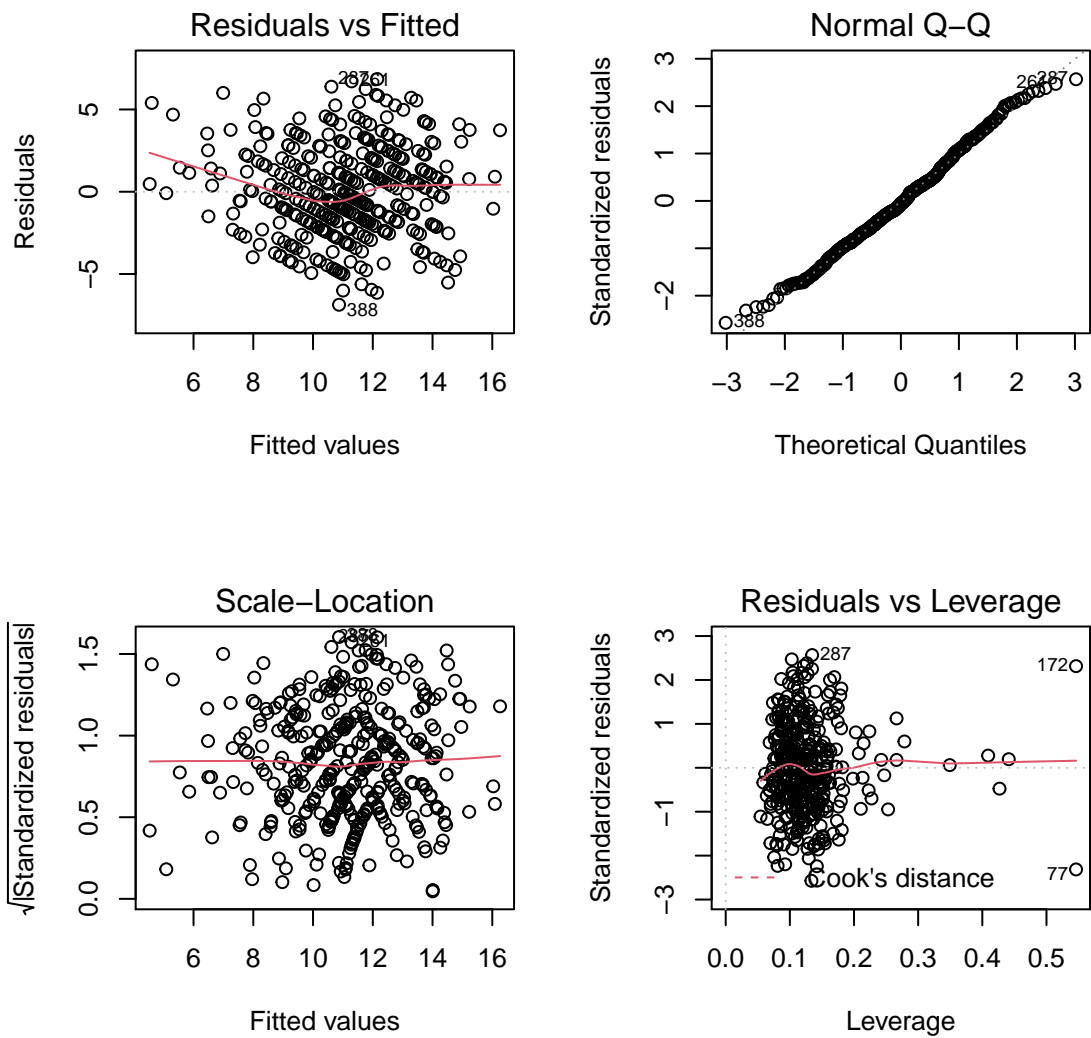 Residuals vs Fitted
Residuals
5
0
−5
388
6 8 10 12 14 16
Fitted values
Normal Q−Q
Standardized residuals
3
2
1
0
−2
287
388
−3 −2 −1 0 1 2 3
Theoretical Quantiles
Scale−Location
√|Standardized residuals|
1.5
1.0
0.5
0.0
6 8 10 12 14 16
Fitted values
Residuals vs Leverage
Standardized residuals
3
1
−1
−3
287
172
77
Cook's distance
0.0 0.1 0.2 0.3 0.4 0.5
Leverage